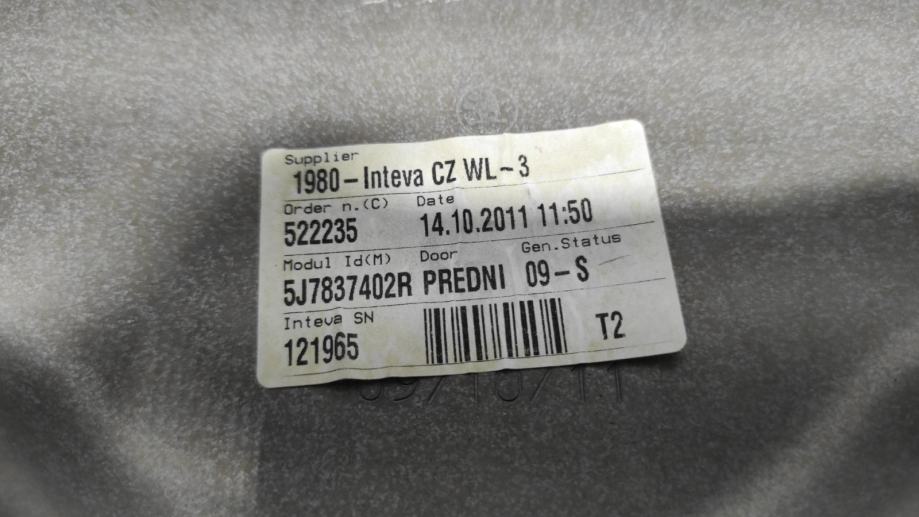 Supplier
1980-Inteva CZ WL-3
Order n.(C) Date
522235 14.10.2011 11:50
Modul Id(M) Door Gen.Status
5J7837402R PREDNI 09-S
Inteva SN
121965 T2